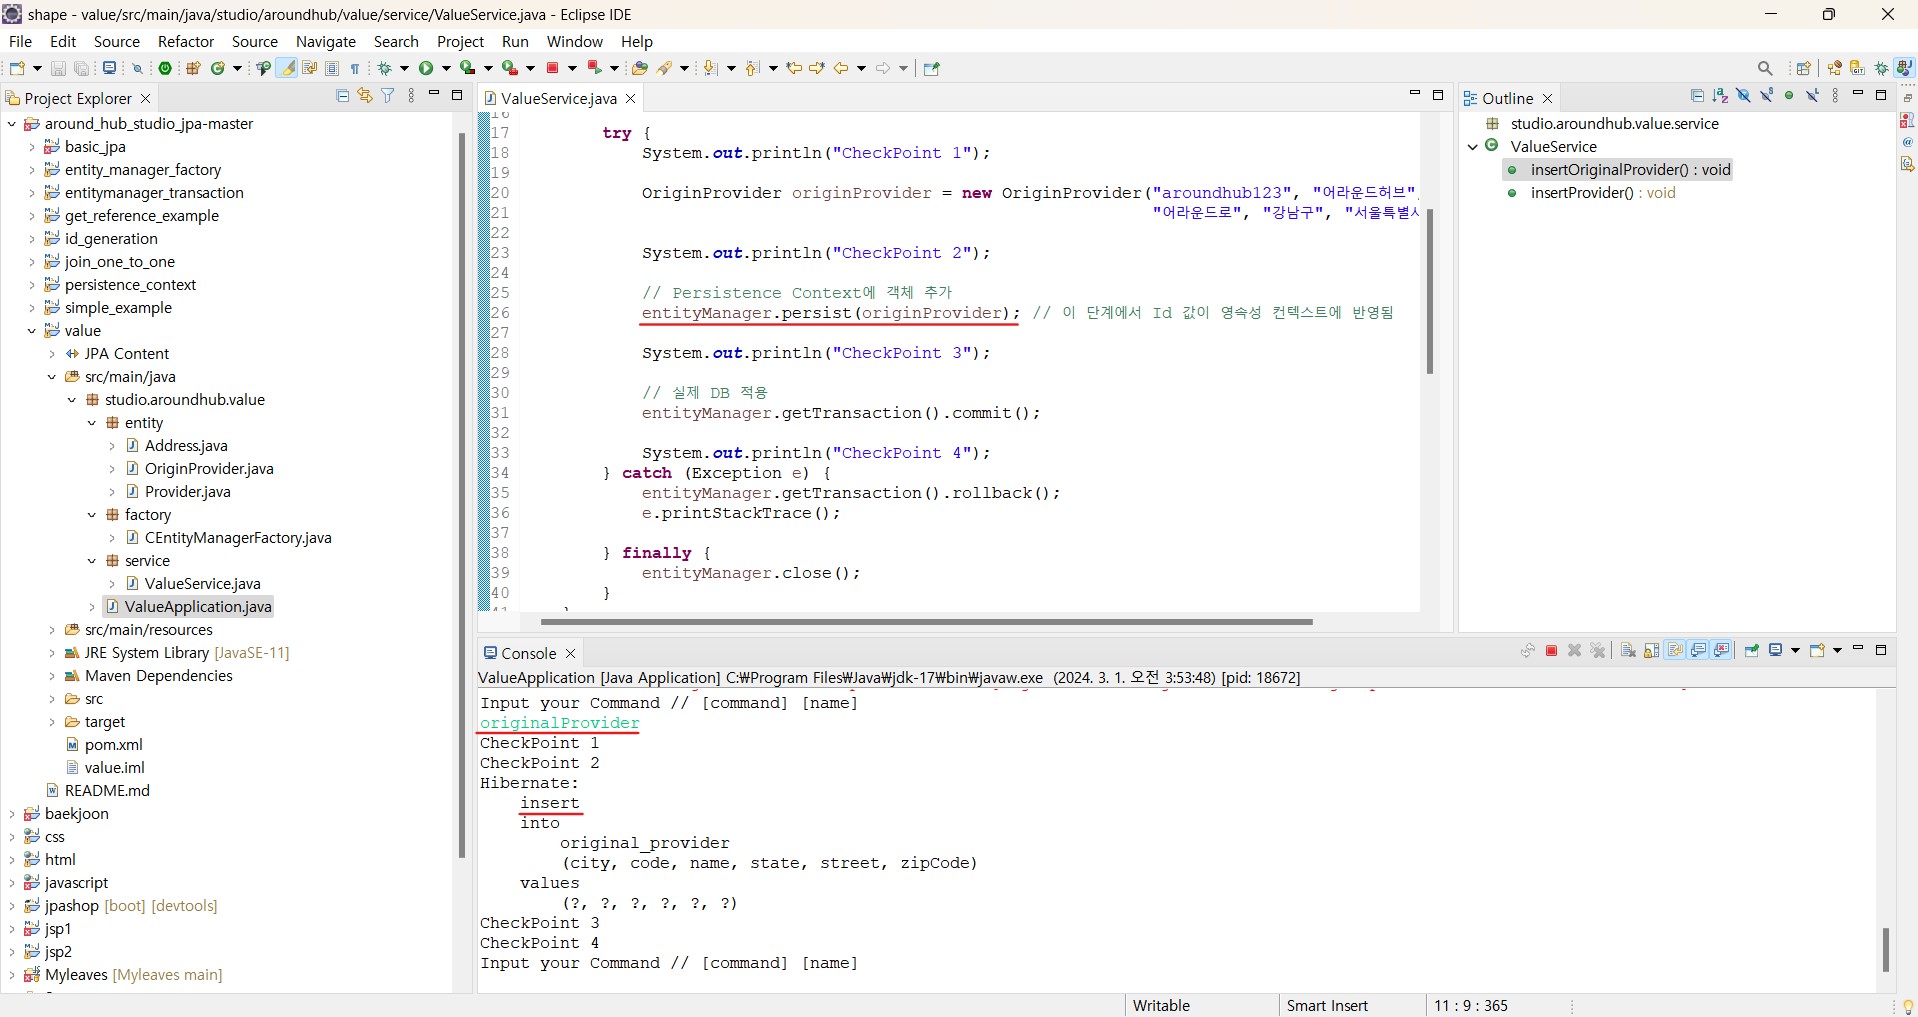 shape - value/src/main/java/studio/aroundhub/value/service/ValueService.java - Eclipse IDE
File Edit Source Refactor Source Navigate Search Project Run Window Help
Project Explorer
around_hub_studio_jpa-master
basic_jpa
entity_manager_factory
entitymanager_transaction
get_reference_example
id_generation
join_one_to_one
persistence_context
simple_example
value
JPA Content
src/main/java
studio.aroundhub.value
entity
Address.java
OriginProvider.java
Provider.java
factory
CEntityManagerFactory.java
service
ValueService.java
ValueApplication.java
src/main/resources
JRE System Library [JavaSE-11]
Maven Dependencies
src
target
pom.xml
value.iml
README.md
baekjoon
css
html
javascript
jpashop [boot] [devtools]
jsp1
jsp2
Myleaves [Myleaves main]
ValueService.java
16
17 try {
18 System.out.println("CheckPoint 1");
19
20 OriginProvider originProvider = new OriginProvider("aroundhub123", "어라운드허브",
21 "어라운드로", "강남구", "서울특별시
22
23 System.out.println("CheckPoint 2");
24
25 // Persistence Context에 객체 추가
26 entityManager.persist(originProvider); // 이 단계에서 Id 값이 영속성 컨텍스트에 반영됨
27
28 System.out.println("CheckPoint 3");
29
30 // 실제 DB 적용
31 entityManager.getTransaction().commit();
32
33 System.out.println("CheckPoint 4");
34 } catch (Exception e) {
35 entityManager.getTransaction().rollback();
36 e.printStackTrace();
37
38 } finally {
39 entityManager.close();
40 }
41 }
Outline
studio.aroundhub.value.service
ValueService
insertOriginalProvider() : void
insertProvider() : void
Console
ValueApplication [Java Application] C:₩Program Files₩Java₩jdk-17₩bin₩javaw.exe (2024. 3. 1. 오전 3:53:48) [pid: 18672]
Input your Command // [command] [name]
originalProvider
CheckPoint 1
CheckPoint 2
Hibernate:
insert
into
original_provider
(city, code, name, state, street, zipCode)
values
(?, ?, ?, ?, ?, ?)
CheckPoint 3
CheckPoint 4
Input your Command // [command] [name]
Writable Smart Insert 11 : 9 : 365